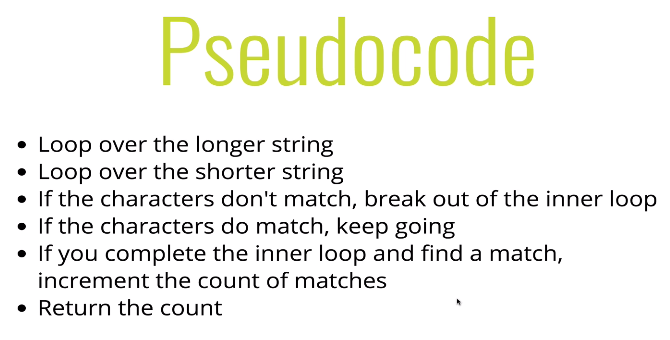 Pseudocode
• Loop over the longer string
• Loop over the shorter string
• If the characters don't match, break out of the inner loop
• If the characters do match, keep going
• If you complete the inner loop and find a match,
increment the count of matches
• Return the count